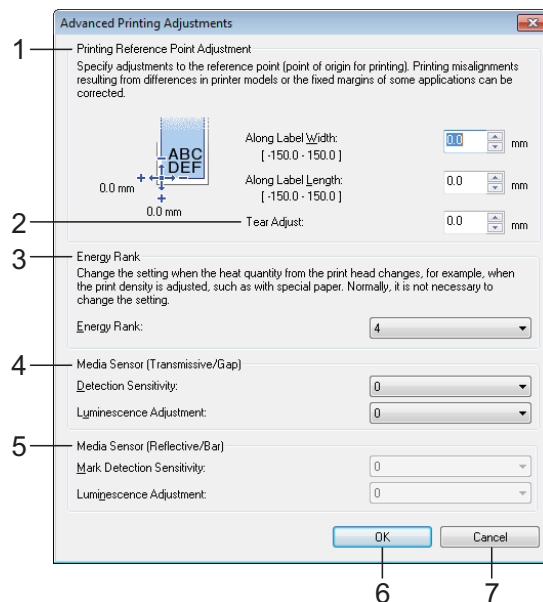 Advanced Printing Adjustments
1
Printing Reference Point Adjustment
Specify adjustments to the reference point (point of origin for printing). Printing misalignments
resulting from differences in printer models or the fixed margins of some applications can be
corrected.
ABC
DEF
0.0 mm
0.0 mm
Along Label Width:
0.0 mm
[ -150.0 - 150.0 ]
Along Label Length:
0.0 mm
[ -150.0 - 150.0 ]
2
Tear Adjust:
0.0 mm
3
Energy Rank
Change the setting when the heat quantity from the print head changes, for example, when
the print density is adjusted, such as with special paper. Normally, it is not necessary to
change the setting.
Energy Rank:
4
4
Media Sensor (Transmissive/Gap)
Detection Sensitivity:
0
Luminescence Adjustment:
0
5
Media Sensor (Reflective/Bar)
Mark Detection Sensitivity:
0
Luminescence Adjustment:
0
OK
Cancel
6
7